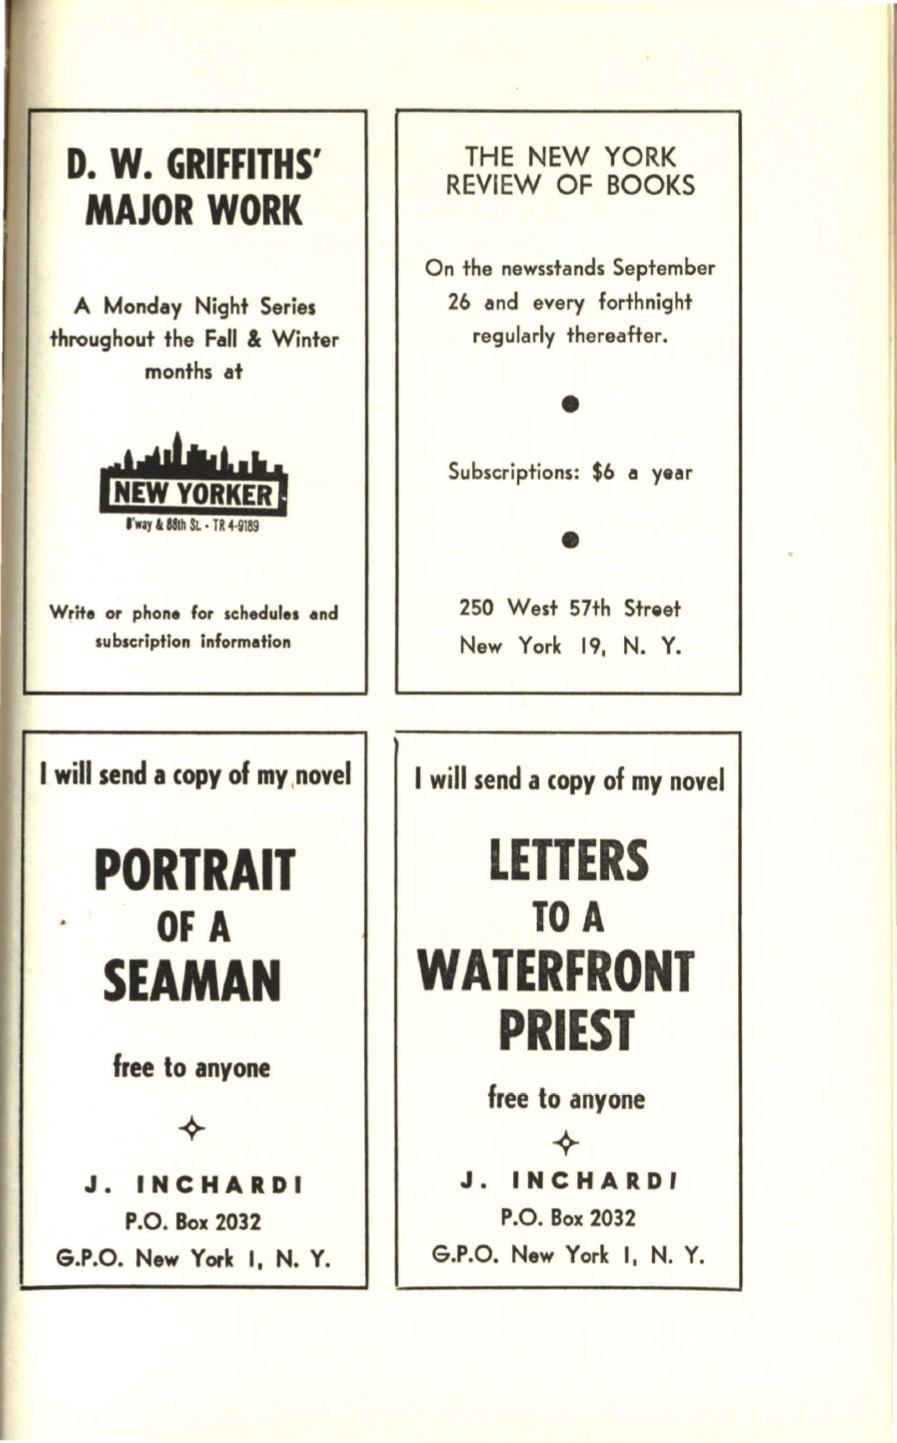 D. W. GRIFFITHS'
MAJOR WORK
A Monday Night Series
throughout the Fall & Winter
months at
NEW YORKER
B'way & 88th St. - TR 4-9189
Write or phone for schedules and
subscription information
THE NEW YORK
REVIEW OF BOOKS
On the newsstands September
26 and every forthnight
regularly thereafter.
Subscriptions: $6 a year
250 West 57th Street
New York 19, N. Y.
I will send a copy of my novel
PORTRAIT
OF A
SEAMAN
free to anyone
J. INCHARDI
P.O. Box 2032
G.P.O. New York 1, N. Y.
I will send a copy of my novel
LETTERS
TO A
WATERFRONT
PRIEST
free to anyone
J. INCHARDI
P.O. Box 2032
G.P.O. New York 1, N. Y.